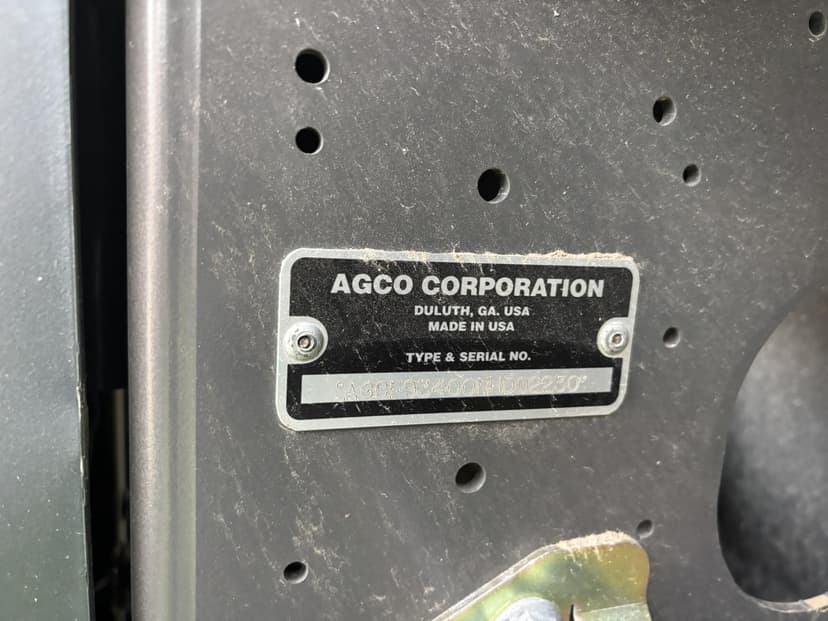 AGCO CORPORATION
DULUTH, GA. USA
MADE IN USA
TYPE & SERIAL NO.